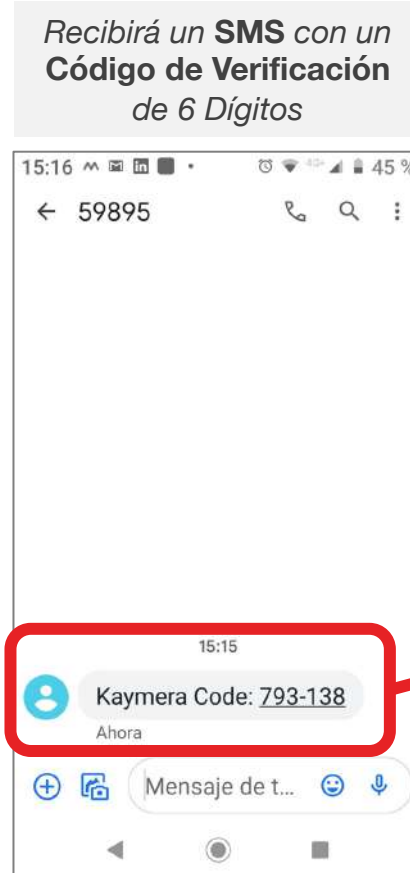 Recibirá un SMS con un
Código de Verificación
de 6 Dígitos
15:16 45 %
59895
15:15
Kaymera Code: 793-138
Ahora
Mensaje de t...